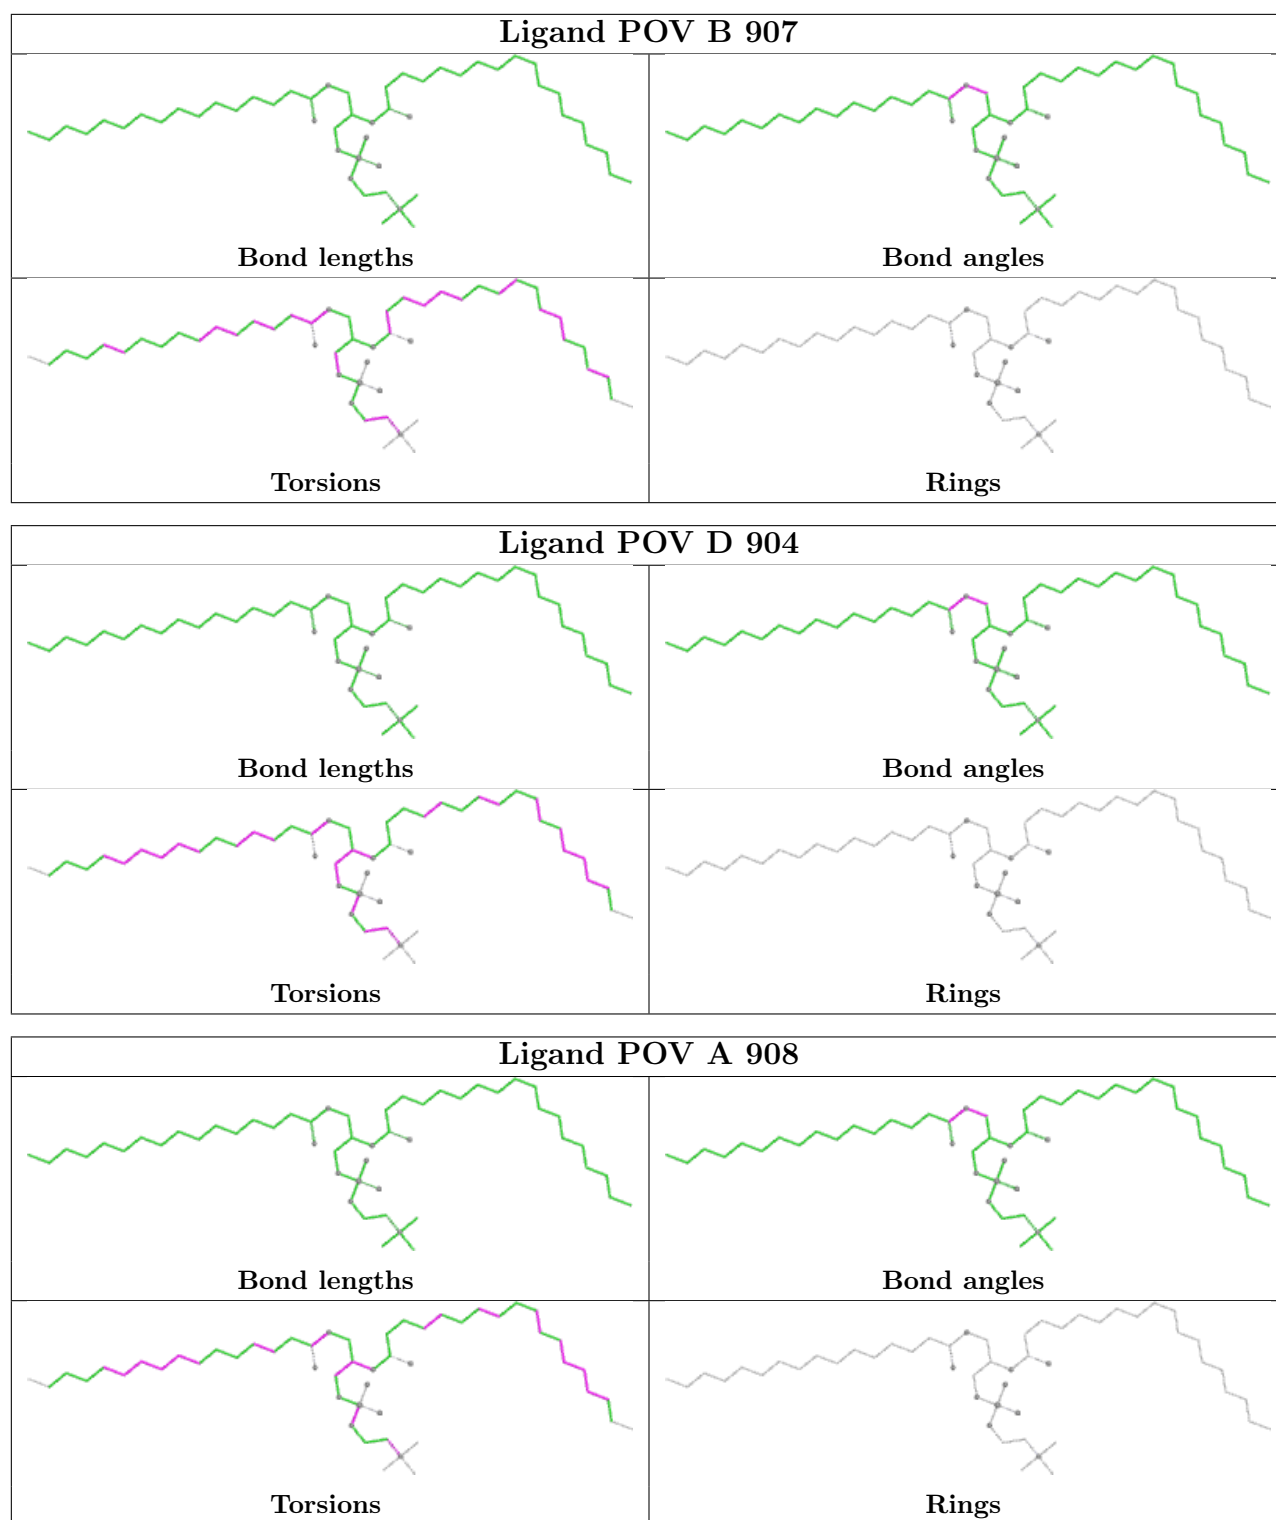 Ligand POV B 907
Bond lengths
Bond angles
Torsions
Rings
Ligand POV D 904
Bond lengths
Bond angles
Torsions
Rings
Ligand POV A 908
Bond lengths
Bond angles
Torsions
Rings